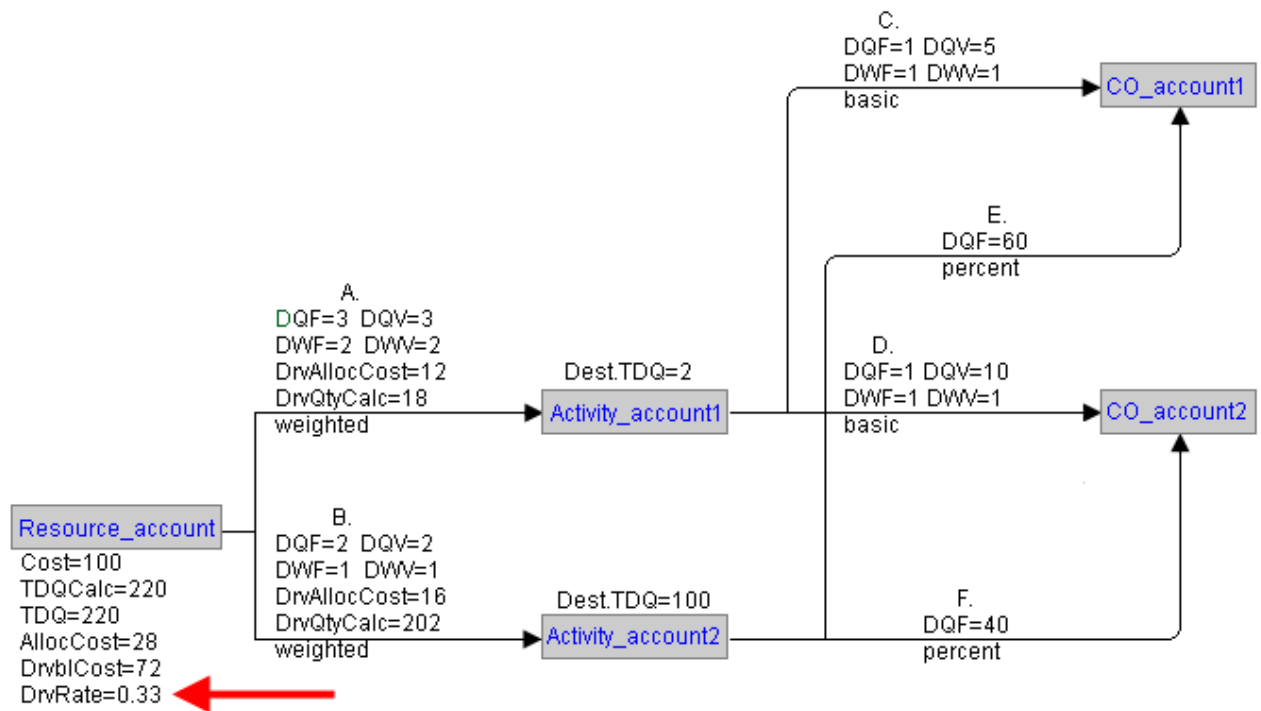 C.
DQF=1 DQV=5
DWF=1 DWV=1
basic
CO_account1
E.
DQF=60
percent
A.
DQF=3 DQV=3
DWF=2 DWV=2
DrvAllocCost=12
DrvQtyCalc=18
weighted
Dest.TDQ=2
Activity_account1
D.
DQF=1 DQV=10
DWF=1 DWV=1
basic
CO_account2
Resource_account
Cost=100
TDQCalc=220
TDQ=220
AllocCost=28
DrvblCost=72
DrvRate=0.33
B.
DQF=2 DQV=2
DWF=1 DWV=1
DrvAllocCost=16
DrvQtyCalc=202
weighted
Dest.TDQ=100
Activity_account2
F.
DQF=40
percent